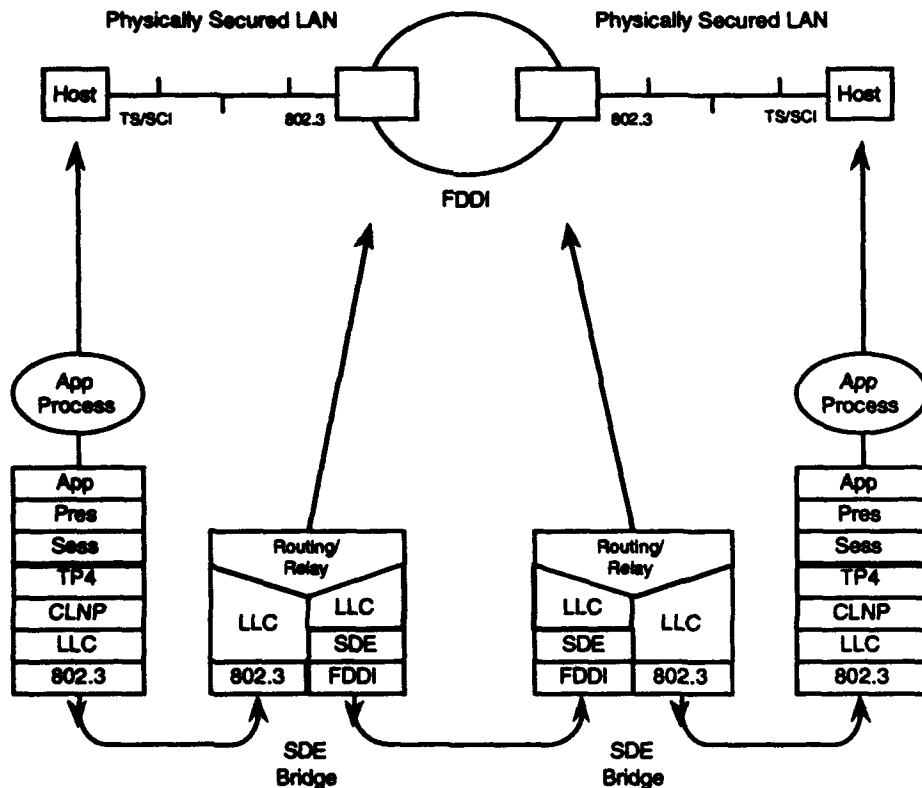 Physically Secured LAN
Physically Secured LAN
Host
TS/SCI
802.3
802.3
TS/SCI
Host
FDDI
App
Process
App
Process
App
Pres
Sess
TP4
CLNP
LLC
802.3
Routing/
Relay
LLC
LLC
SDE
802.3
FDDI
Routing/
Relay
LLC
SDE
LLC
FDDI
802.3
App
Pres
Sess
TP4
CLNP
LLC
802.3
SDE
Bridge
SDE
Bridge